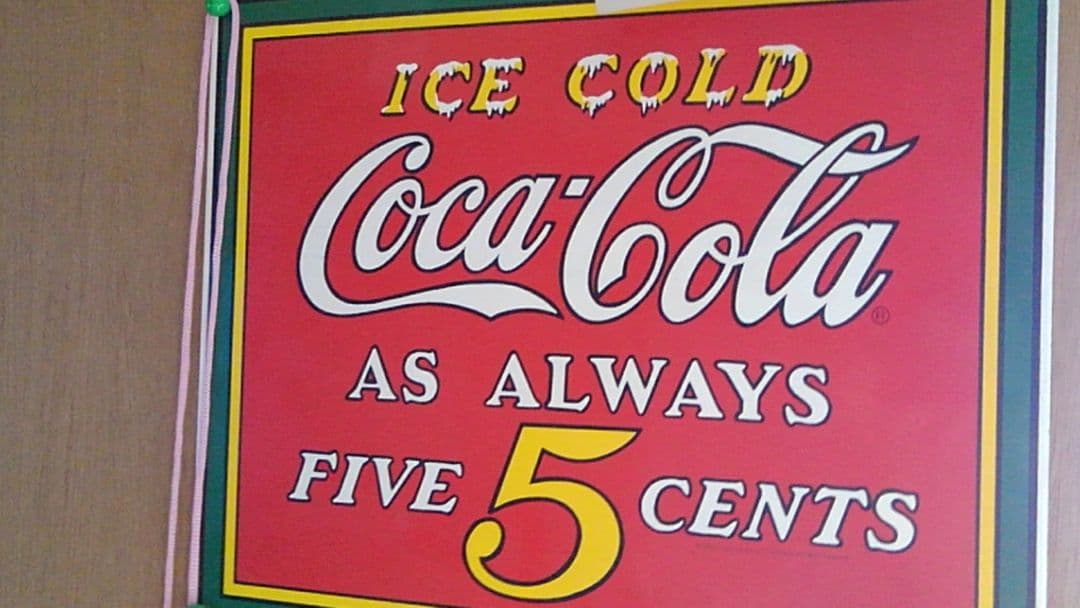 ICE COLD
Coca-Cola
®
AS ALWAYS
FIVE 5 CENTS